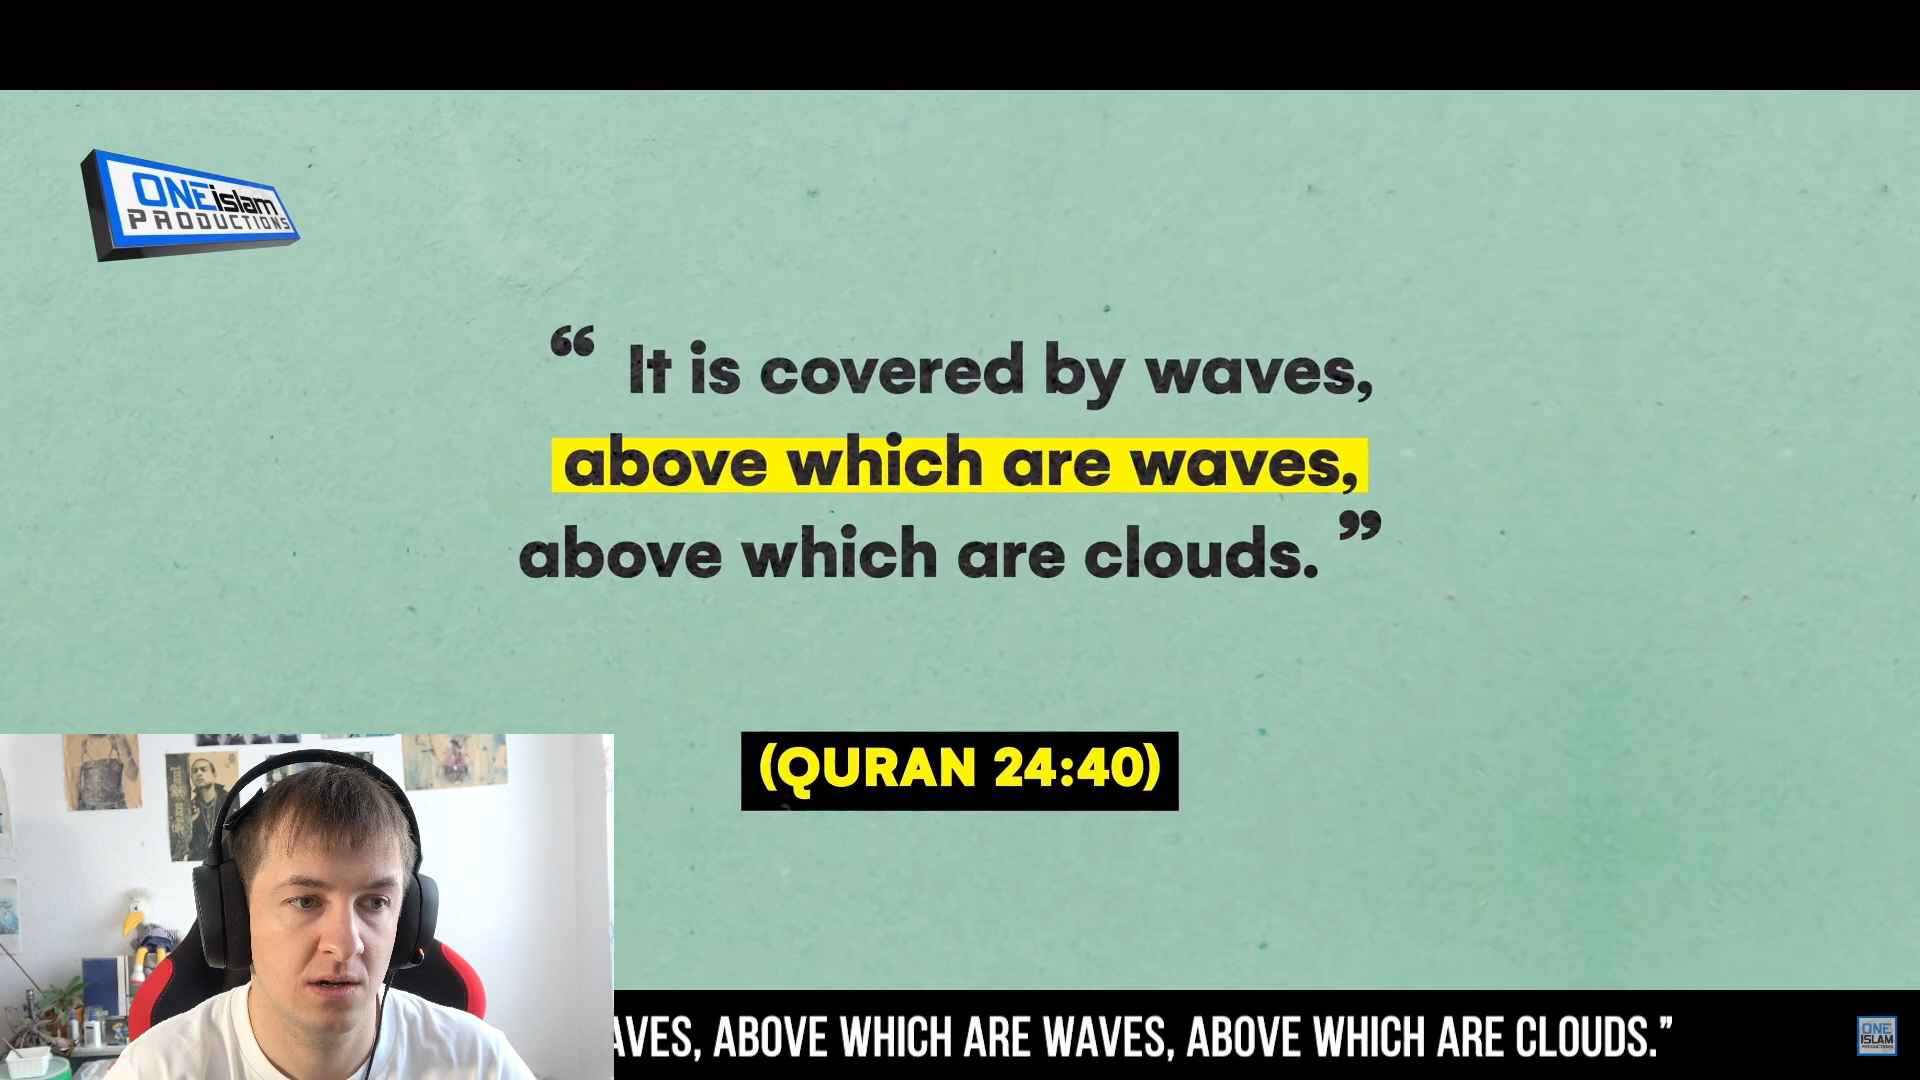 ONEislam
PRODUCTIONS
“ It is covered by waves,
above which are waves,
above which are clouds. ”
(QURAN 24:40)
AVES, ABOVE WHICH ARE WAVES, ABOVE WHICH ARE CLOUDS.”
ONE
ISLAM
PRODUCTIONS